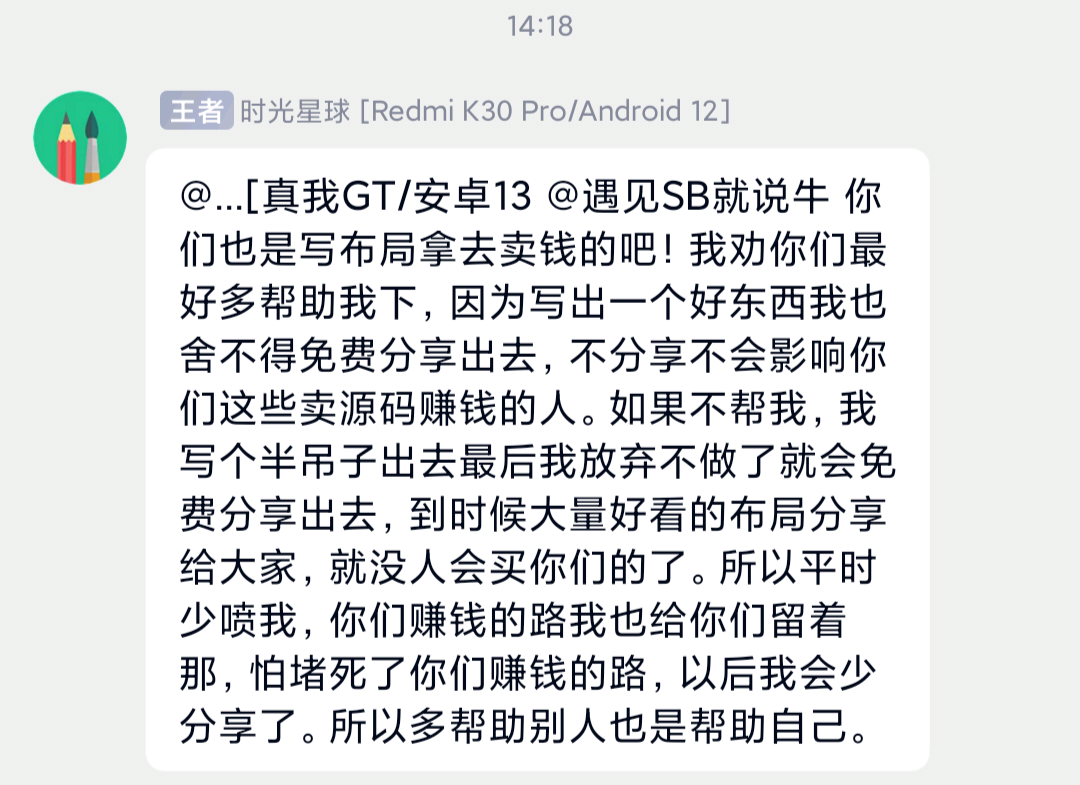 14:18
王者 时光星球 [Redmi K30 Pro/Android 12]
@...[真我GT/安卓13 @遇见SB就说牛 你
们也是写布局拿去卖钱的吧！我劝你们最
好多帮助我下，因为写出一个好东西我也
舍不得免费分享出去，不分享不会影响你
们这些卖源码赚钱的人。如果不帮我，我
写个半吊子出去最后我放弃不做了就会免
费分享出去，到时候大量好看的布局分享
给大家，就没人会买你们的了。所以平时
少喷我，你们赚钱的路我也给你们留着
那，怕堵死了你们赚钱的路，以后我会少
分享了。所以多帮助别人也是帮助自己。